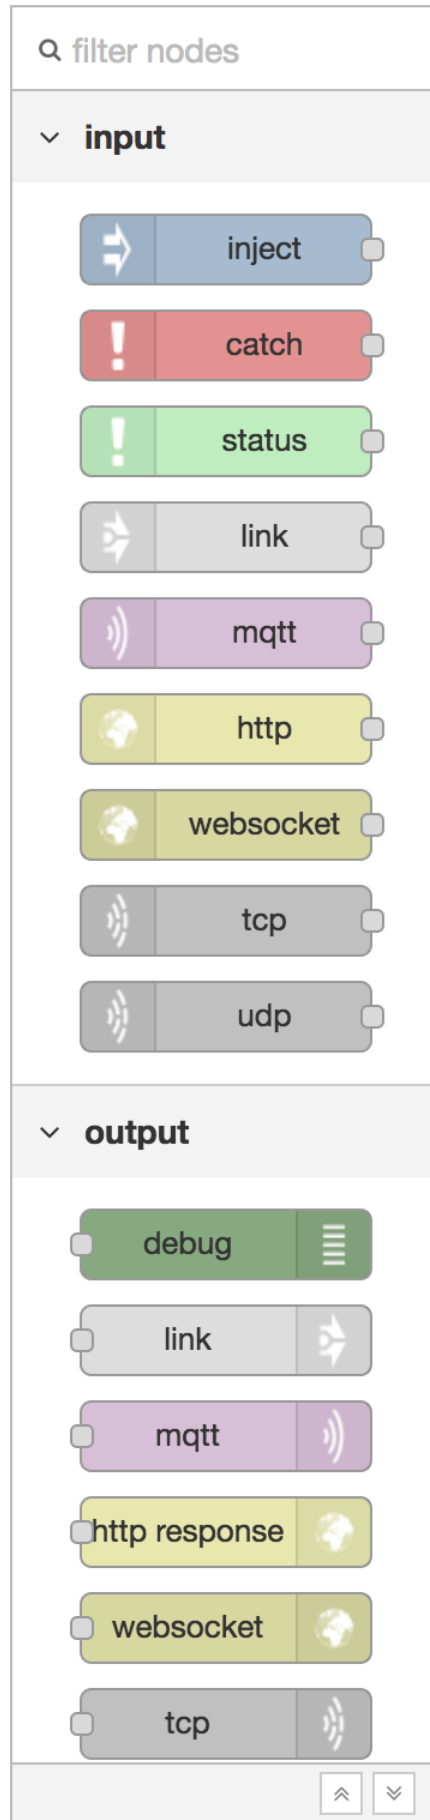 filter nodes
input
inject
catch
status
link
mqtt
http
websocket
tcp
udp
output
debug
link
mqtt
http response
websocket
tcp